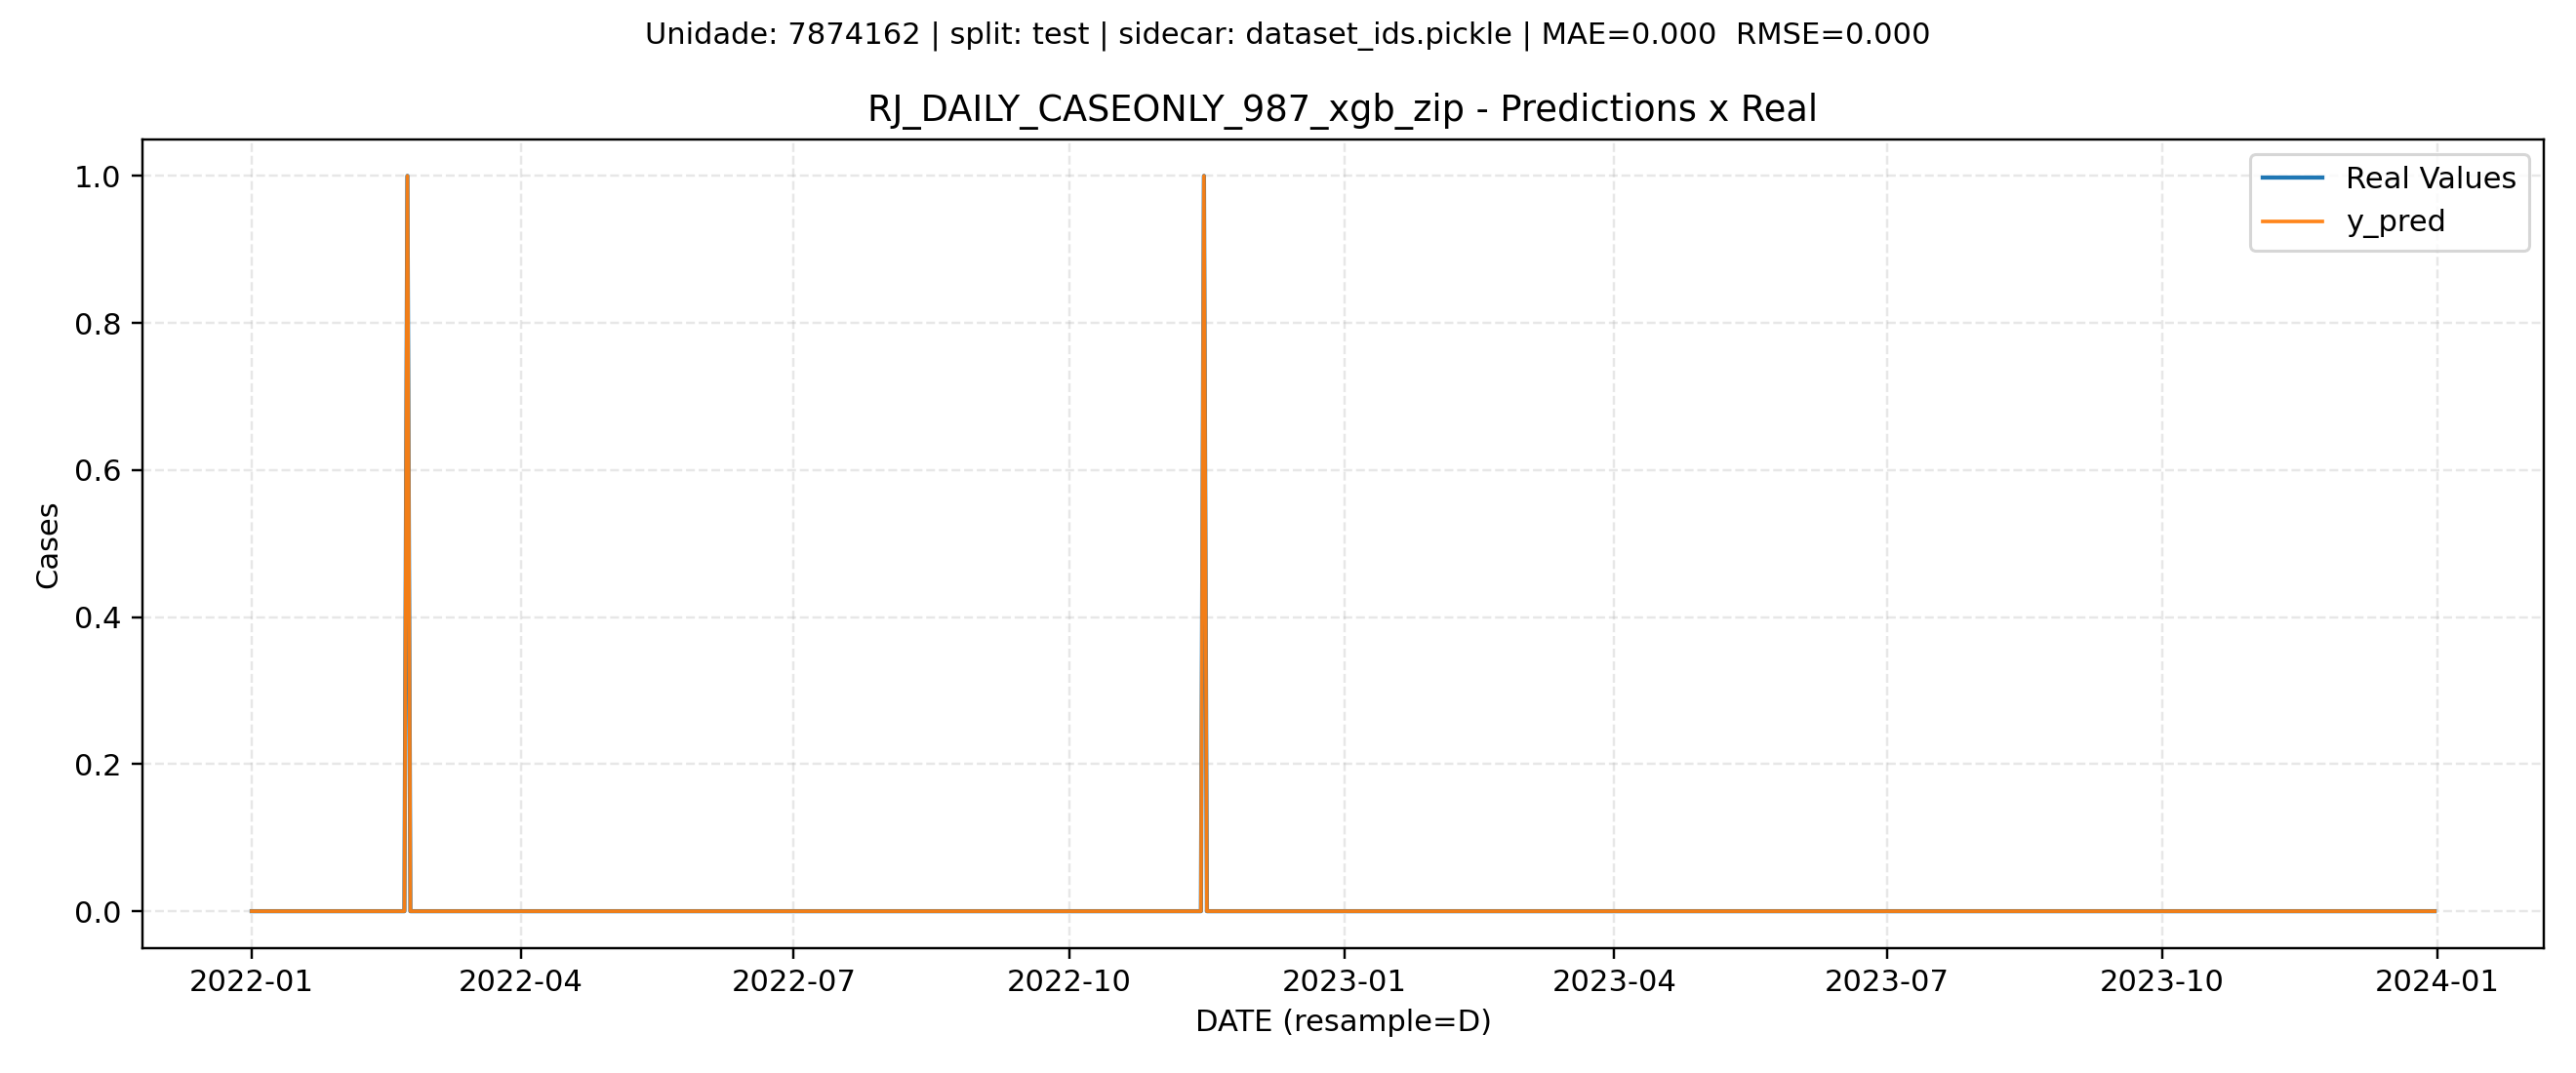 Unidade: 7874162 | split: test | sidecar: dataset_ids.pickle | MAE=0.000  RMSE=0.000
RJ_DAILY_CASEONLY_987_xgb_zip - Predictions x Real
Real Values
y_pred
1.0
0.8
0.6
0.4
0.2
0.0
Cases
2022-01 2022-04 2022-07 2022-10 2023-01 2023-04 2023-07 2023-10 2024-01
DATE (resample=D)